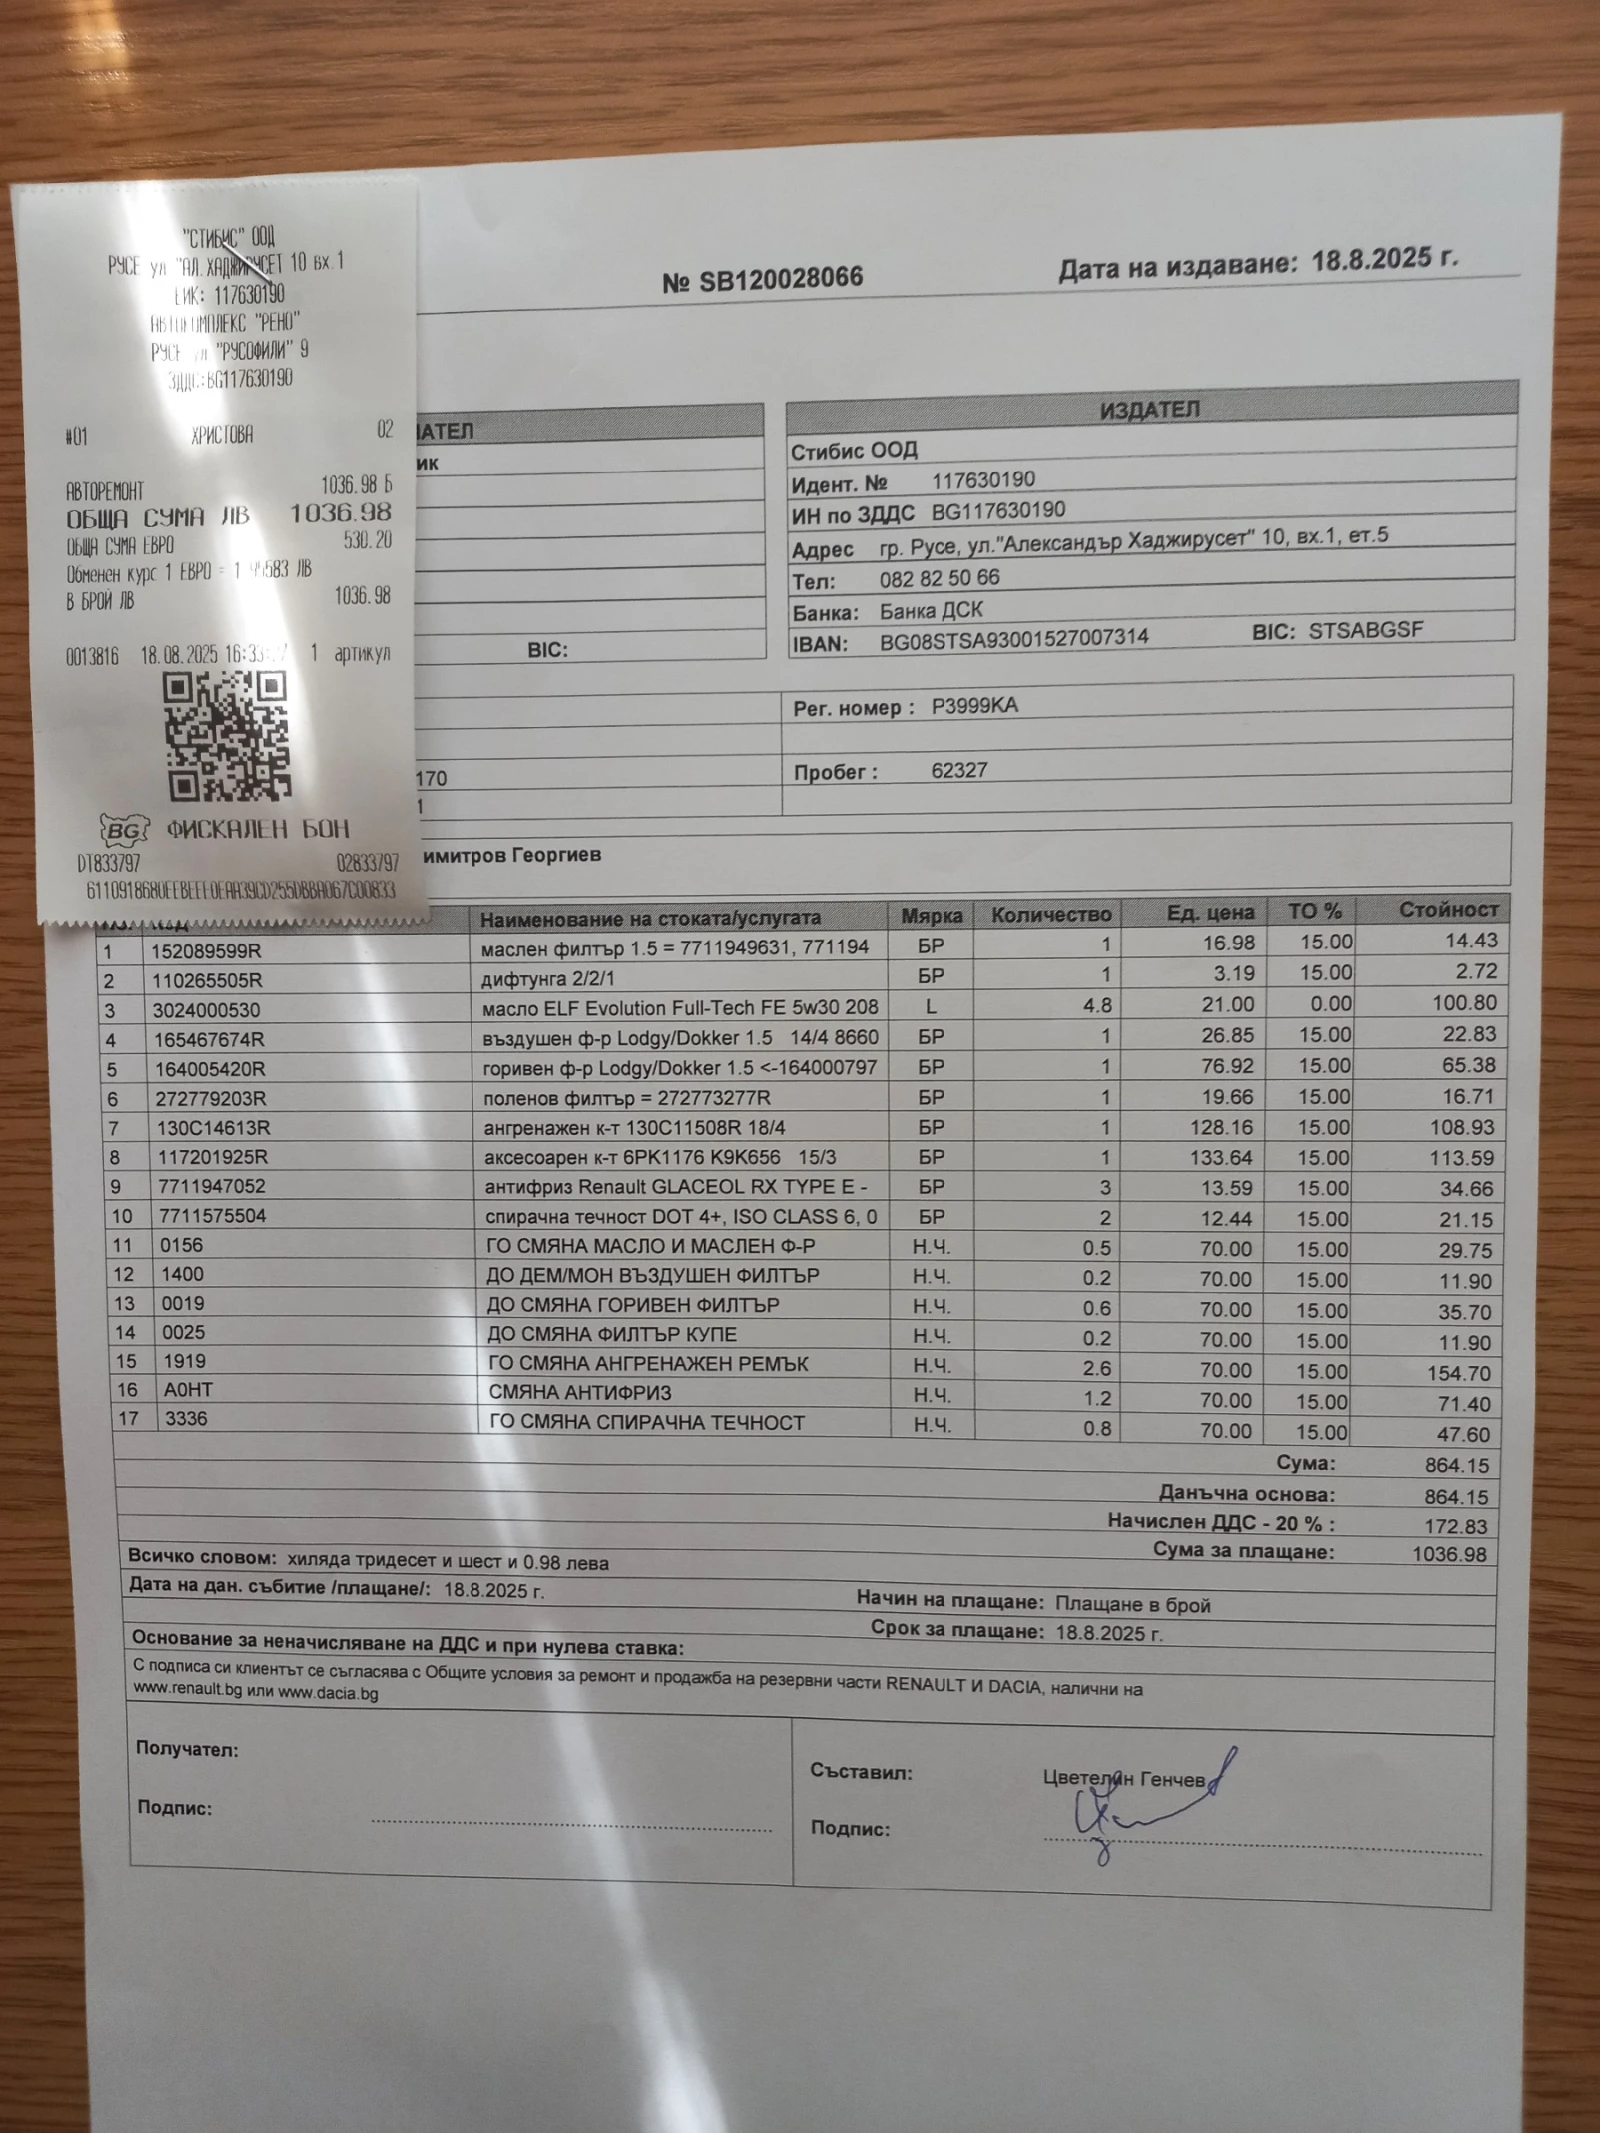 "СТИБИС" ООД
РУСЕ ул "АЛ. ХАДЖИРУСЕТ 10 вх.1
ЕИК: 117630190
АВТОКОМПЛЕКС "РЕНО"
РУСЕ ул "РУСОФИЛИ" 9
ЗДДС:BG117630190
#01 ХРИСТОВА 02
АВТОРЕМОНТ 1036.98 Б
ОБЩА СУМА ЛВ 1036.98
ОБЩА СУМА ЕВРО 530.20
Обменен курс 1 ЕВРО = 1.95583 ЛВ
В БРОЙ ЛВ 1036.98
0013816 18.08.2025 16:33 1 артикул
BG ФИСКАЛЕН БОН
DT833797 02833797
№ SB120028066 Дата на издаване: 18.8.2025 г.
АТЕЛ
ик
BIC:
ИЗДАТЕЛ
Стибис ООД
Идент. № 117630190
ИН по ЗДДС BG117630190
Адрес гр. Русе, ул."Александър Хаджирусет" 10, вх.1, ет.5
Тел: 082 82 50 66
Банка: Банка ДСК
IBAN: BG08STSA93001527007314 BIC: STSABGSF
Рег. номер : P3999KA
170 Пробег : 62327
1
имитров Георгиев
Наименование на стоката/услугата Мярка Количество Ед. цена ТО % Стойност
1 152089599R маслен филтър 1.5 = 7711949631, 771194 БР 1 16.98 15.00 14.43
2 110265505R дифтунга 2/2/1 БР 1 3.19 15.00 2.72
3 3024000530 масло ELF Evolution Full-Tech FE 5w30 208 L 4.8 21.00 0.00 100.80
4 165467674R въздушен ф-р Lodgy/Dokker 1.5 14/4 8660 БР 1 26.85 15.00 22.83
5 164005420R горивен ф-р Lodgy/Dokker 1.5 <-164000797 БР 1 76.92 15.00 65.38
6 272779203R поленов филтър = 272773277R БР 1 19.66 15.00 16.71
7 130C14613R ангренажен к-т 130C11508R 18/4 БР 1 128.16 15.00 108.93
8 117201925R аксесоарен к-т 6PK1176 K9K656 15/3 БР 1 133.64 15.00 113.59
9 7711947052 антифриз Renault GLACEOL RX TYPE E - БР 3 13.59 15.00 34.66
10 7711575504 спирачна течност DOT 4+, ISO CLASS 6, 0 БР 2 12.44 15.00 21.15
11 0156 ГО СМЯНА МАСЛО И МАСЛЕН Ф-Р Н.Ч. 0.5 70.00 15.00 29.75
12 1400 ДО ДЕМ/МОН ВЪЗДУШЕН ФИЛТЪР Н.Ч. 0.2 70.00 15.00 11.90
13 0019 ДО СМЯНА ГОРИВЕН ФИЛТЪР Н.Ч. 0.6 70.00 15.00 35.70
14 0025 ДО СМЯНА ФИЛТЪР КУПЕ Н.Ч. 0.2 70.00 15.00 11.90
15 1919 ГО СМЯНА АНГРЕНАЖЕН РЕМЪК Н.Ч. 2.6 70.00 15.00 154.70
16 A0HT СМЯНА АНТИФРИЗ Н.Ч. 1.2 70.00 15.00 71.40
17 3336 ГО СМЯНА СПИРАЧНА ТЕЧНОСТ Н.Ч. 0.8 70.00 15.00 47.60
Сума: 864.15
Данъчна основа: 864.15
Начислен ДДС - 20 % : 172.83
Сума за плащане: 1036.98
Всичко словом: хиляда тридесет и шест и 0.98 лева
Дата на дан. събитие /плащане/: 18.8.2025 г. Начин на плащане: Плащане в брой
Срок за плащане: 18.8.2025 г.
Основание за неначисляване на ДДС и при нулева ставка:
С подписа си клиентът се съгласява с Общите условия за ремонт и продажба на резервни части RENAULT И DACIA, налични на
www.renault.bg или www.dacia.bg
Получател:
Подпис:
Съставил: Цветелин Генчев
Подпис: